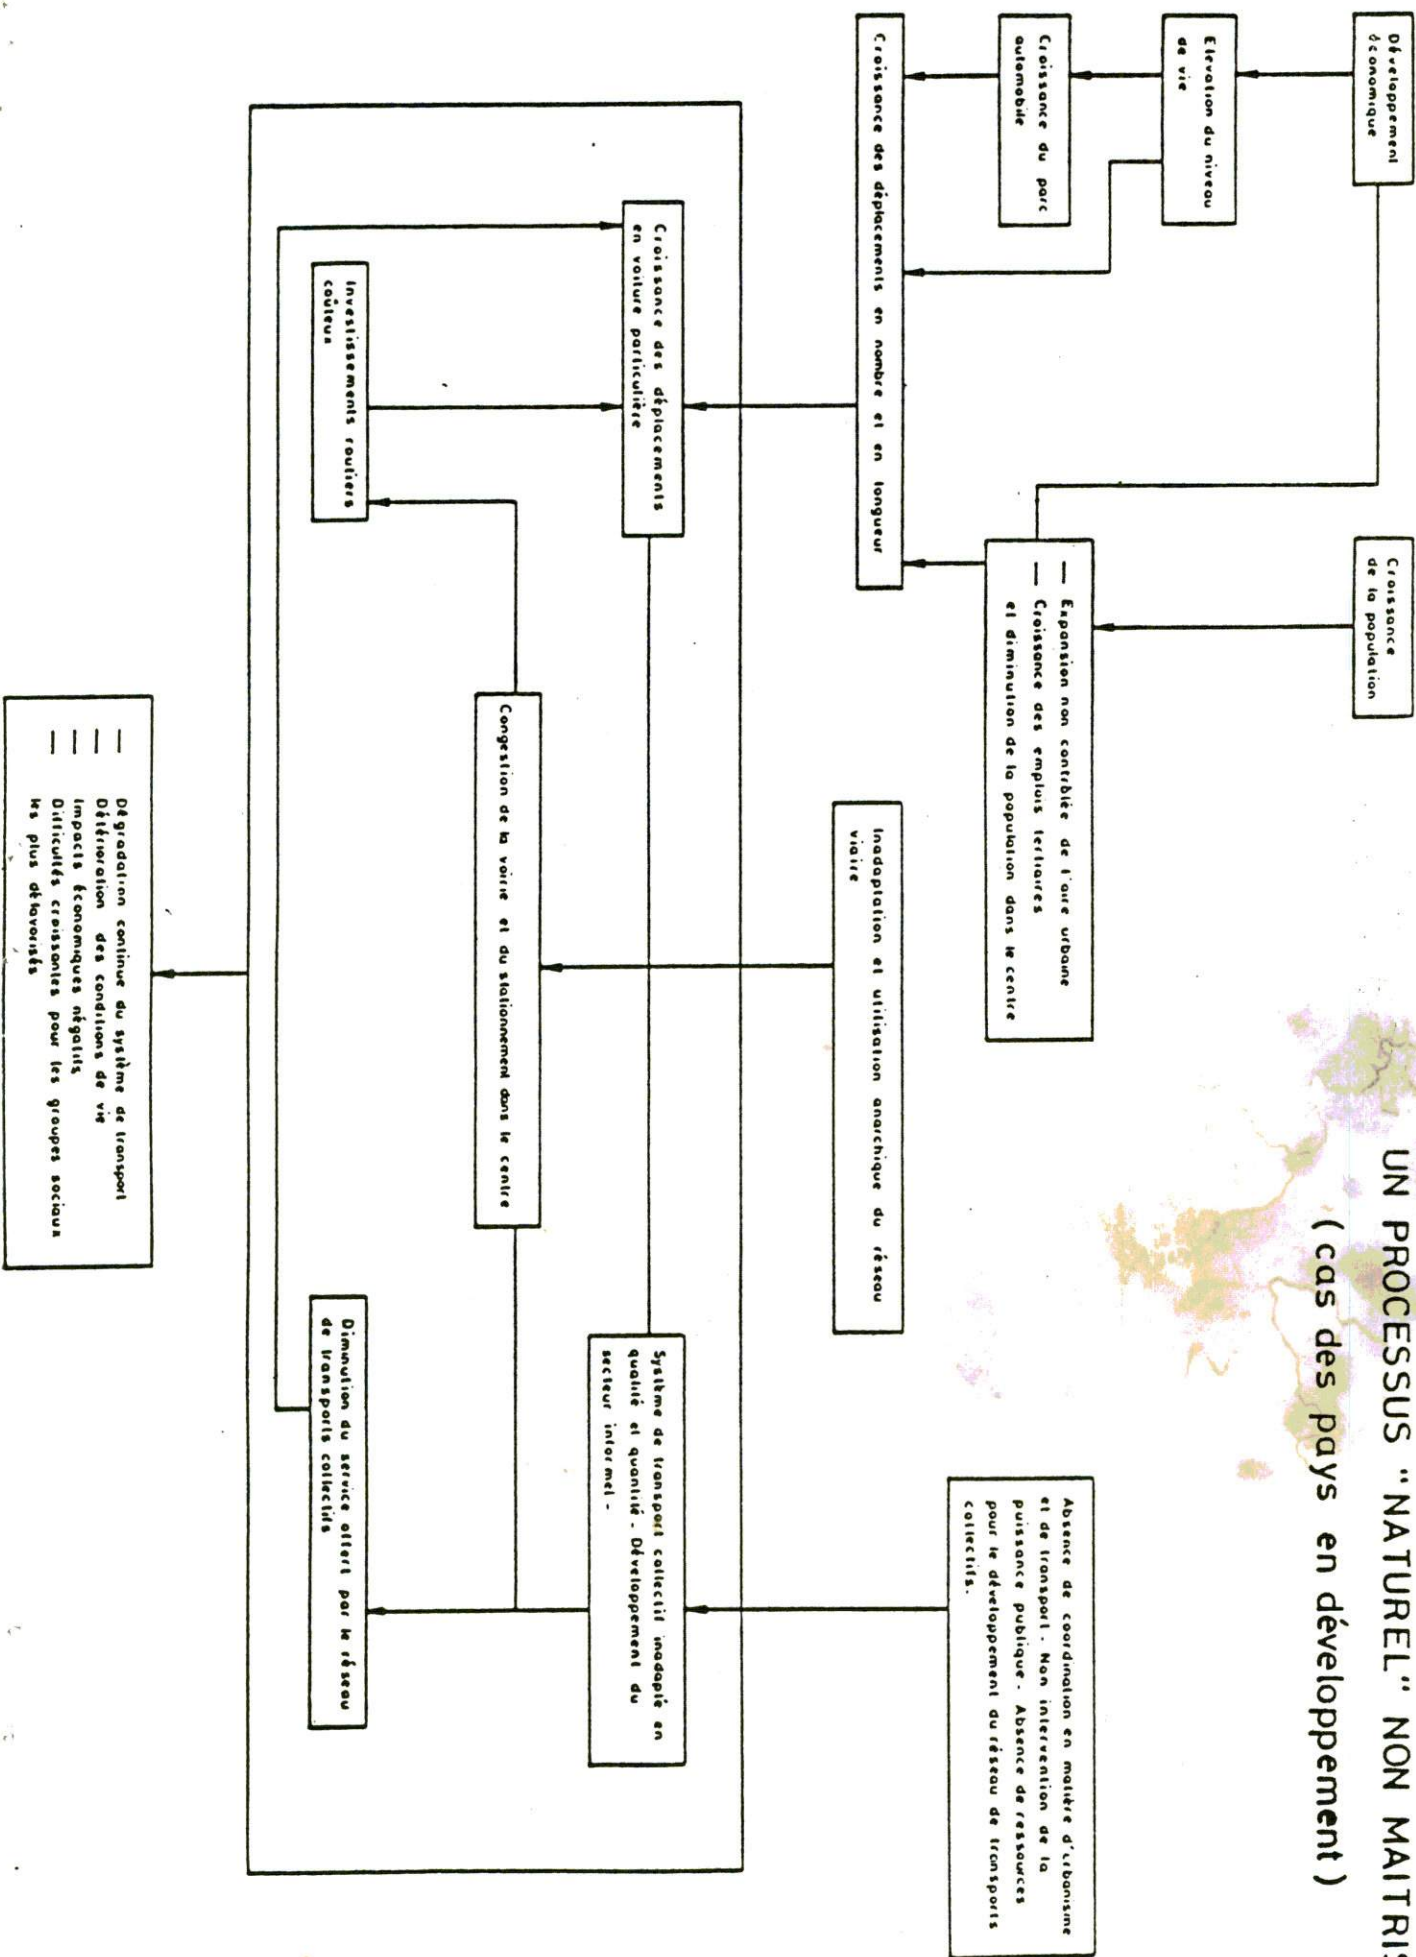 UN PROCESSUS "NATUREL" NON MAITRIS
(cas des pays en développement)
Développement
économique
Croissance
de la population
Elévation du niveau
de vie
Croissance du parc
automobile
— Expansion non contrôlée de l'aire urbaine
— Croissance des emplois tertiaires
et diminution de la population dans le centre
Absence de coordination en matière d'urbanisme
et de transport. Non intervention de la
puissance publique. Absence de ressources
pour le développement du réseau de transports
collectifs.
Croissance des déplacements en nombre et en longueur
Inadaptation et utilisation anarchique du réseau
viaire
Croissance des déplacements
en voiture particulière
Système de transport collectif inadapté en
qualité et quantité - Développement du
secteur informel -
Congestion de la voirie et du stationnement dans le centre
Investissements routiers
coûteux
Diminution du service offert par le réseau
de transports collectifs
— Dégradation continue du système de transport
— Détérioration des conditions de vie
— Impacts économiques négatifs
— Difficultés croissantes pour les groupes sociaux
les plus défavorisés